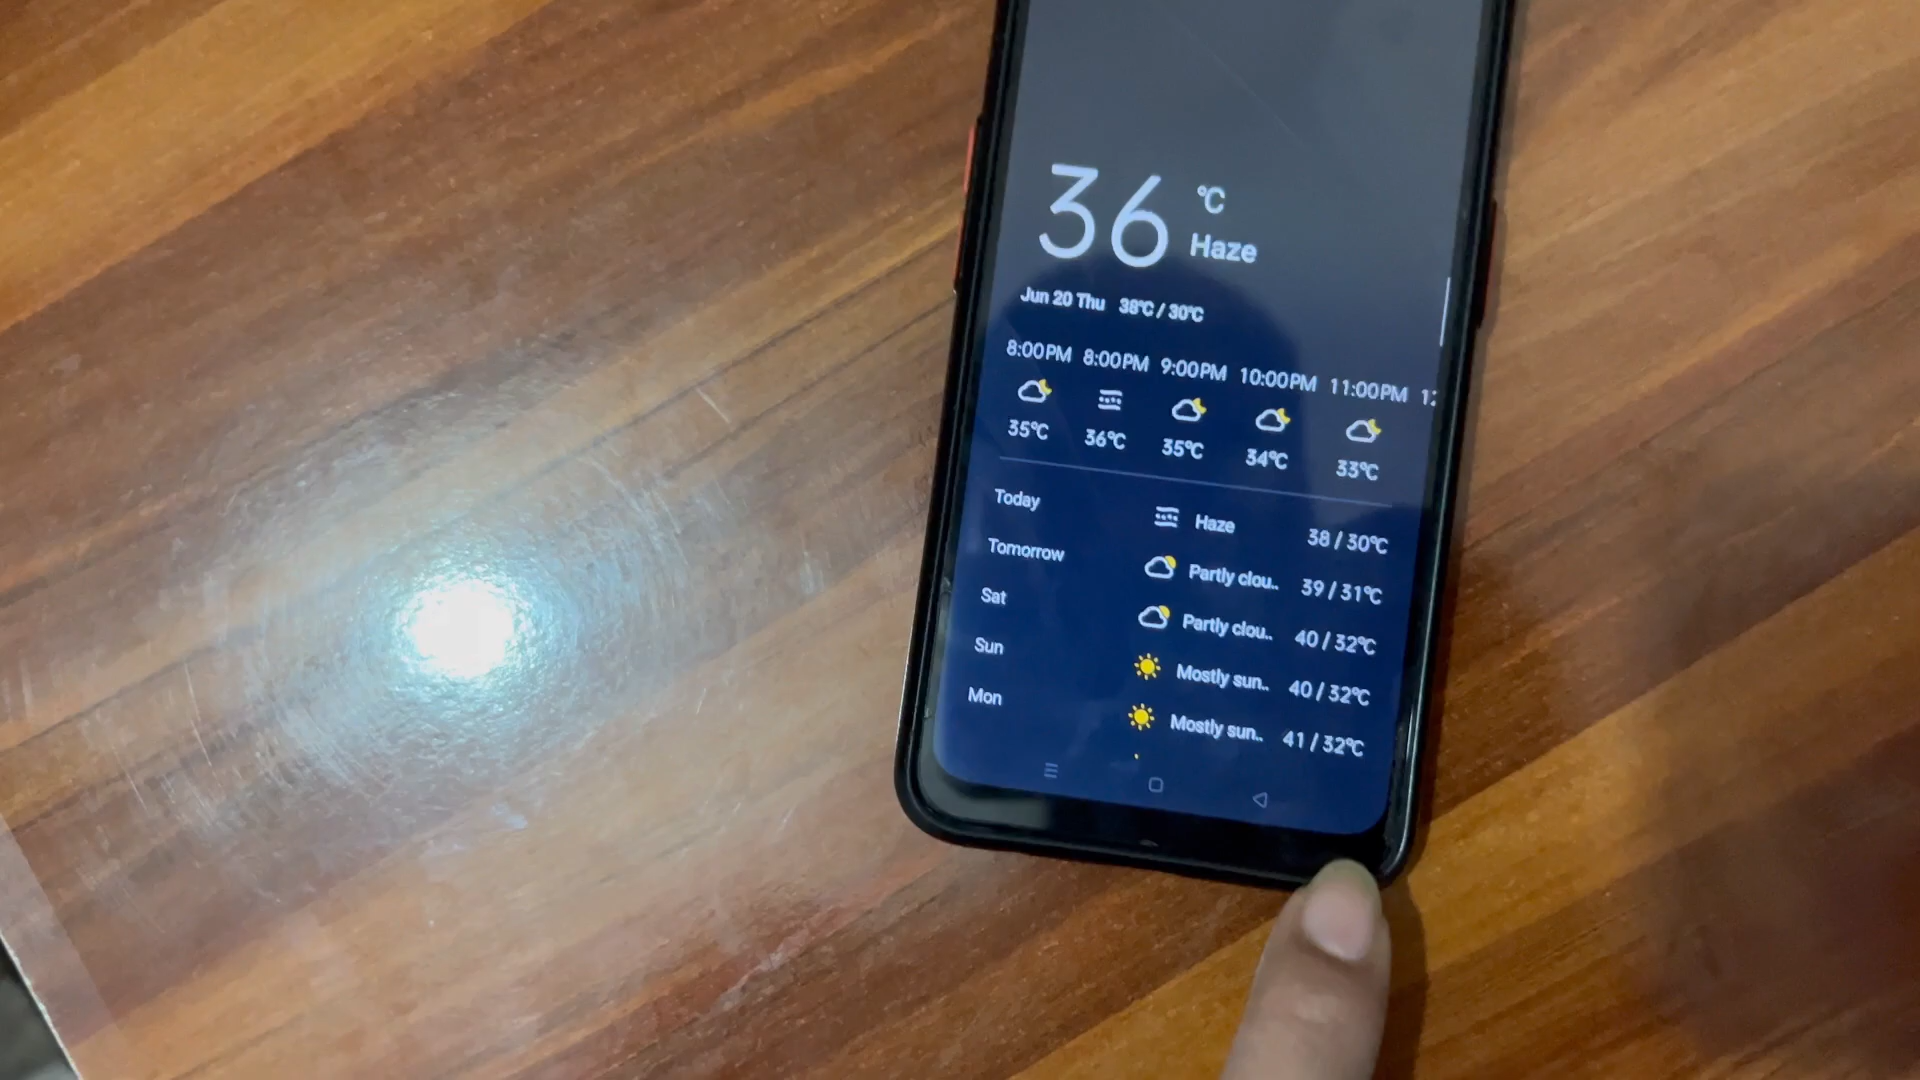 36 °C
Haze
Jun 20 Thu 38°C / 30°C
8:00PM 8:00PM 9:00PM 10:00PM 11:00PM
35°C 36°C 35°C 34°C 33°C
Today Haze 38 / 30°C
Tomorrow Partly clou.. 39 / 31°C
Sat Partly clou.. 40 / 32°C
Sun Mostly sun.. 40 / 32°C
Mon Mostly sun.. 41 / 32°C